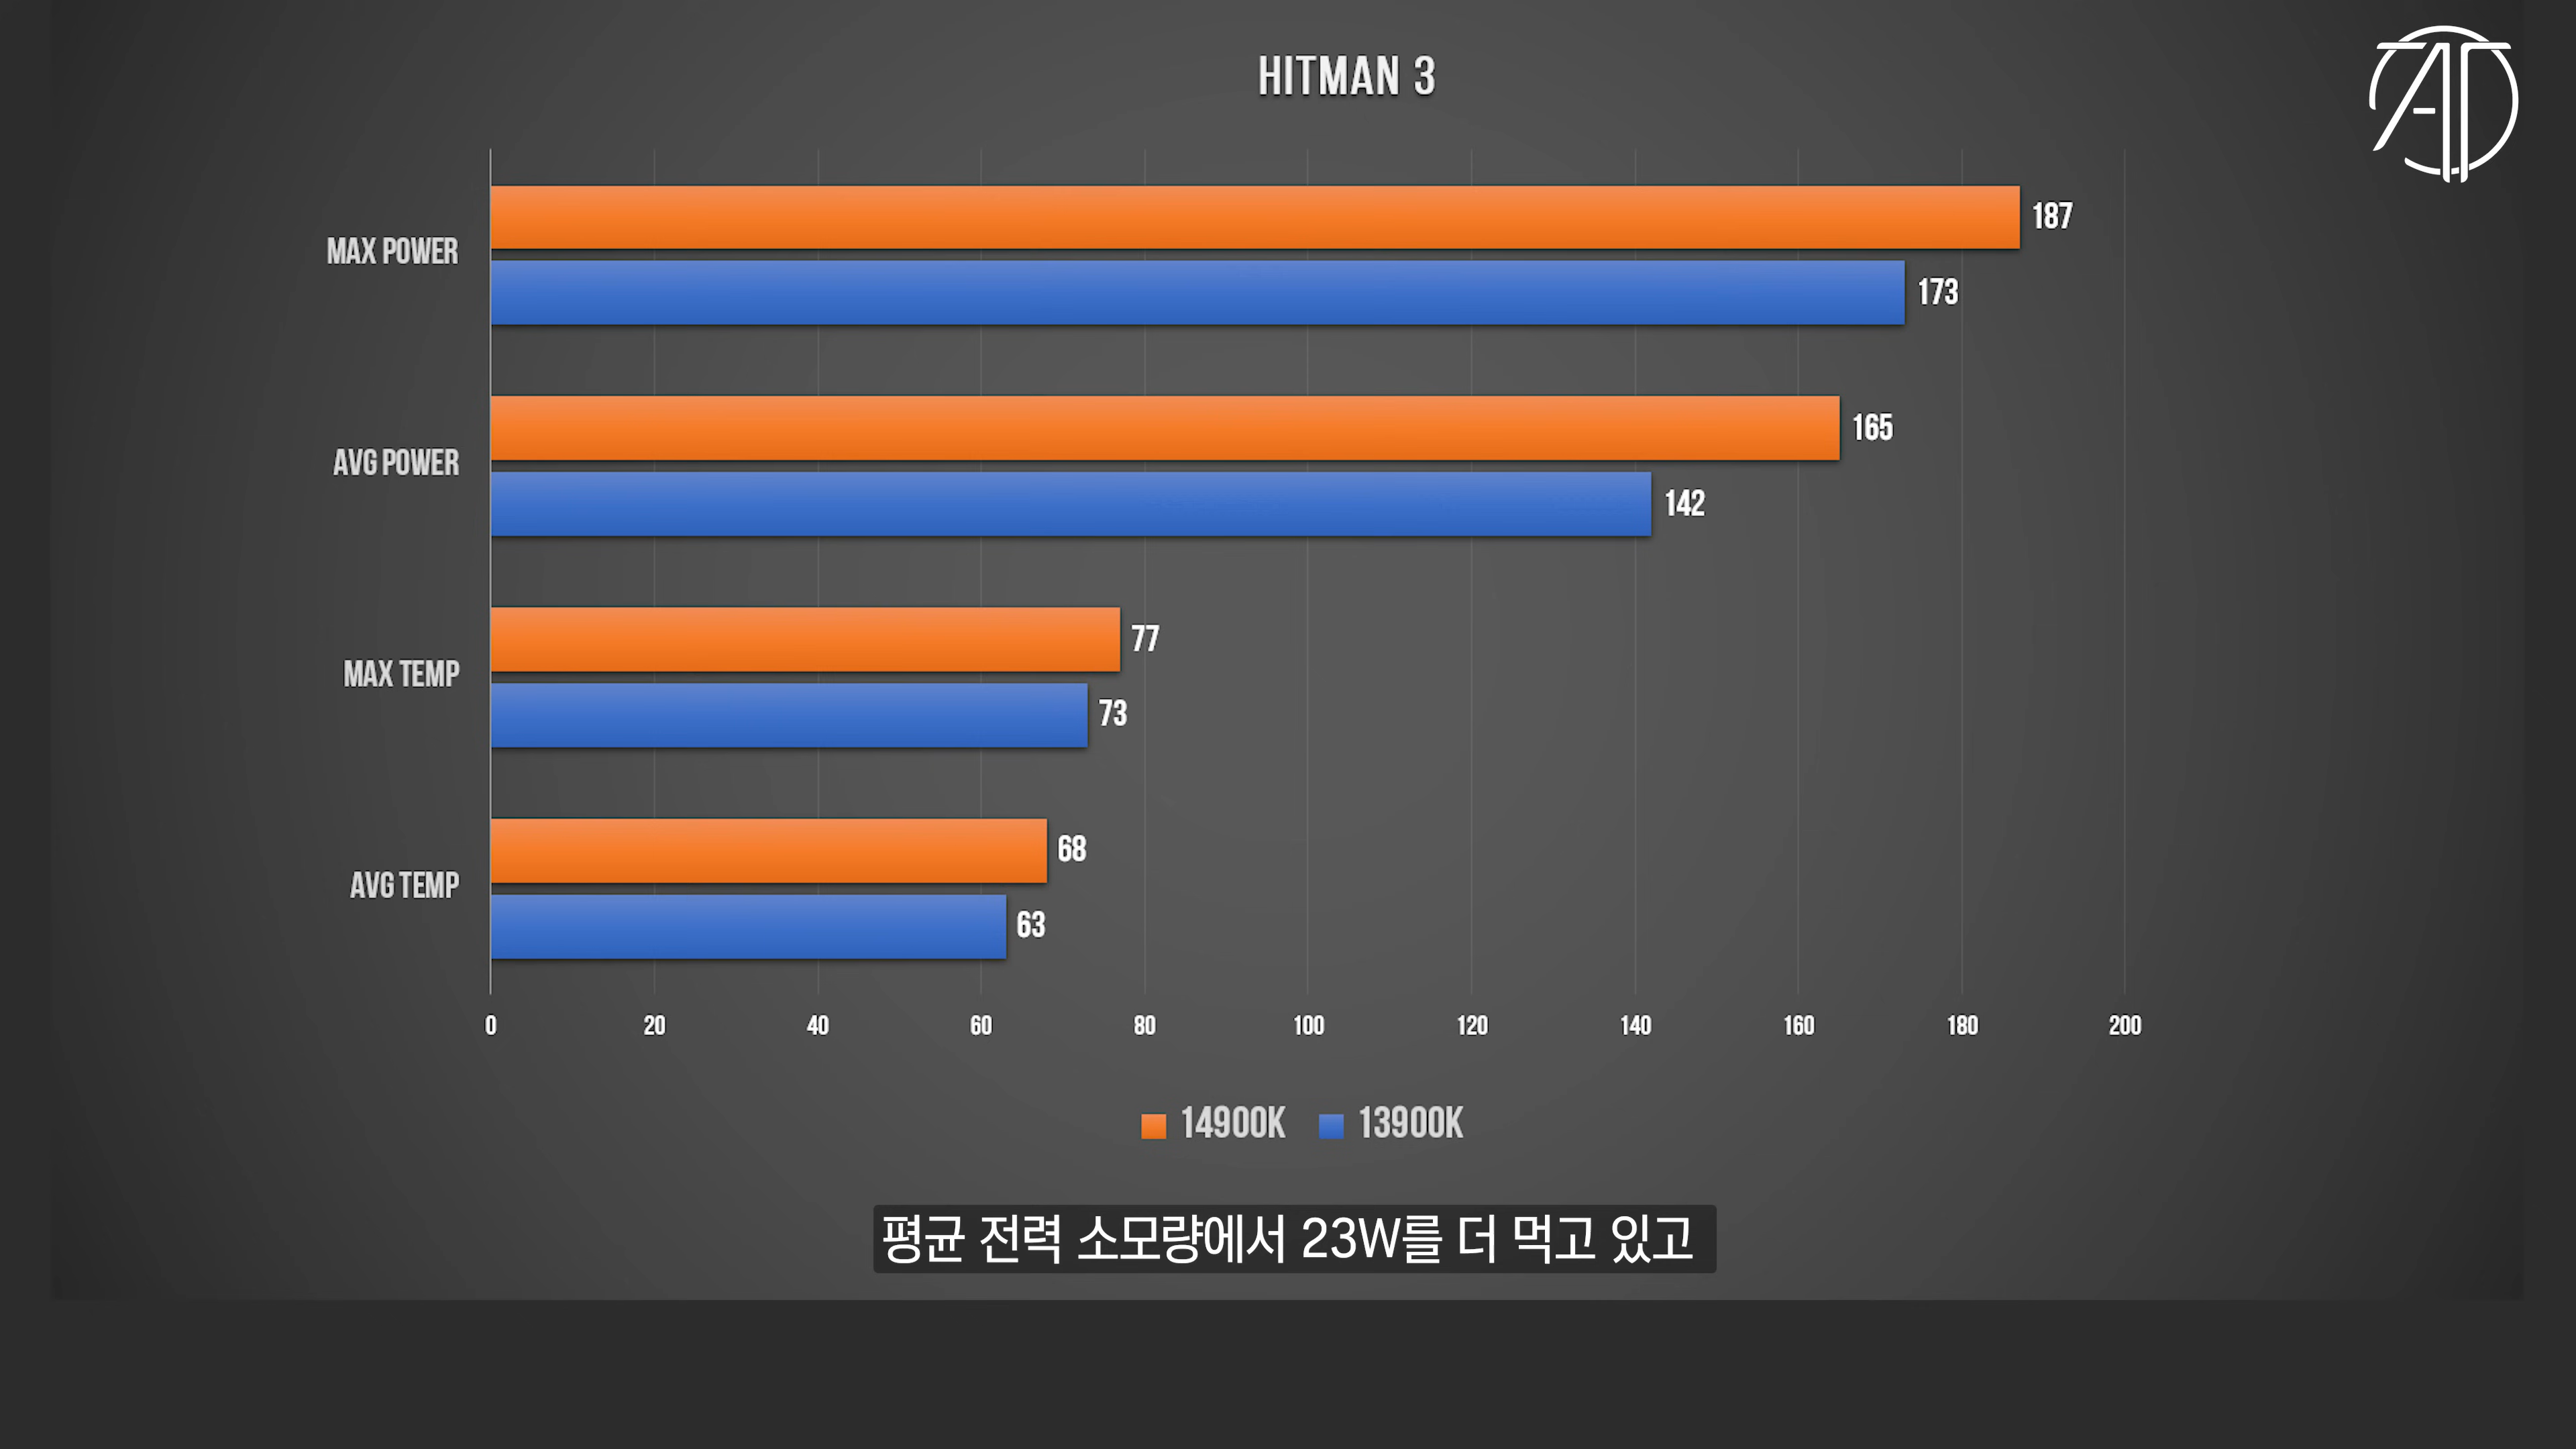 HITMAN 3
MAX POWER
187
173
AVG POWER
165
142
MAX TEMP
77
73
AVG TEMP
68
63
0 20 40 60 80 100 120 140 160 180 200
14900K 13900K
평균 전력 소모량에서 23W를 더 먹고 있고